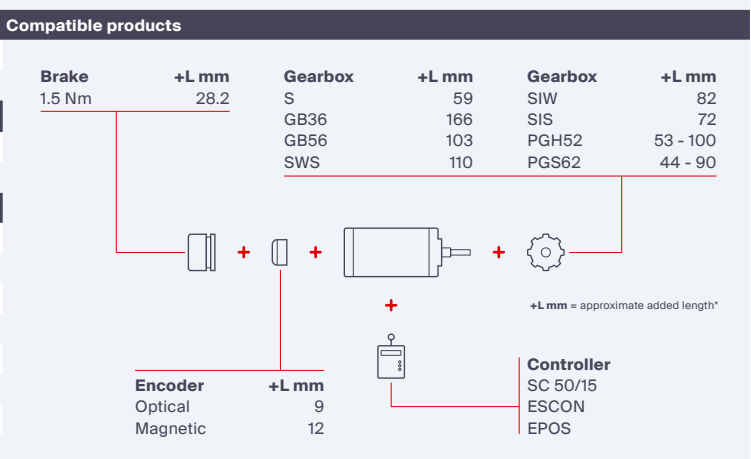 Compatible products
Brake +L mm
1.5 Nm 28.2
Gearbox +L mm
S 59
GB36 166
GB56 103
SWS 110
Gearbox +L mm
SIW 82
SIS 72
PGH52 53 - 100
PGS62 44 - 90
+L mm = approximate added length*
Encoder +L mm
Optical 9
Magnetic 12
Controller
SC 50/15
ESCON
EPOS